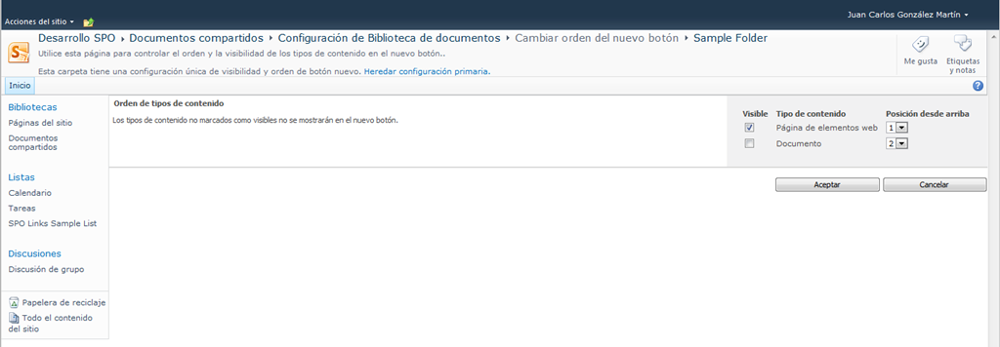 Juan Carlos González Martín
Acciones del sitio
Desarrollo SPO ▸ Documentos compartidos ▸ Configuración de Biblioteca de documentos ▸ Cambiar orden del nuevo botón ▸ Sample Folder
Utilice esta página para controlar el orden y la visibilidad de los tipos de contenido en el nuevo botón..
Esta carpeta tiene una configuración única de visibilidad y orden de botón nuevo. Heredar configuración primaria.
Me gusta
Etiquetas
y notas
Inicio
Bibliotecas
Páginas del sitio
Documentos
compartidos
Listas
Calendario
Tareas
SPO Links Sample List
Discusiones
Discusión de grupo
Papelera de reciclaje
Todo el contenido
del sitio
Orden de tipos de contenido
Los tipos de contenido no marcados como visibles no se mostrarán en el nuevo botón.
Visible Tipo de contenido Posición desde arriba
Página de elementos web 1
Documento 2
Aceptar Cancelar